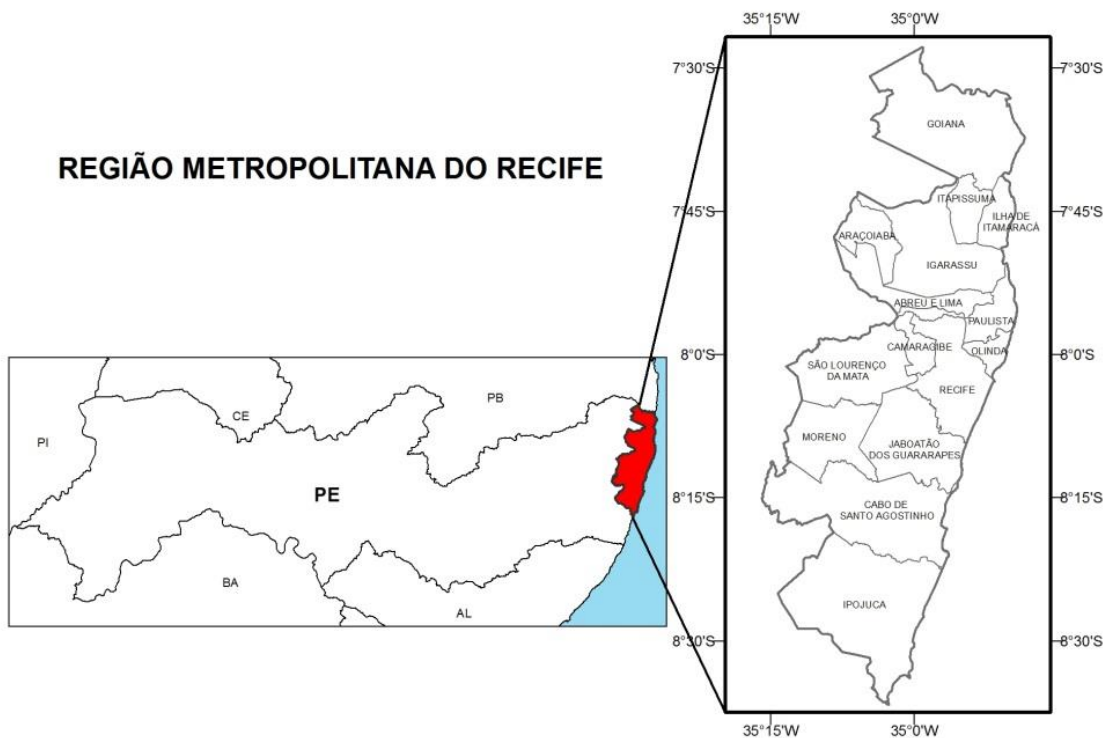 REGIÃO METROPOLITANA DO RECIFE
PI
CE
PB
PE
BA
AL
35°15'W
35°0'W
7°30'S
7°30'S
GOIANA
ITAPISSUMA
7°45'S
7°45'S
ILHA DE
ITAMARACÁ
ARAÇOIABA
IGARASSU
ABREU E LIMA
PAULISTA
CAMARAGIBE
OLINDA
8°0'S
8°0'S
SÃO LOURENÇO
DA MATA
RECIFE
MORENO
JABOATÃO
DOS GUARARAPES
8°15'S
8°15'S
CABO DE
SANTO AGOSTINHO
IPOJUCA
8°30'S
8°30'S
35°15'W
35°0'W